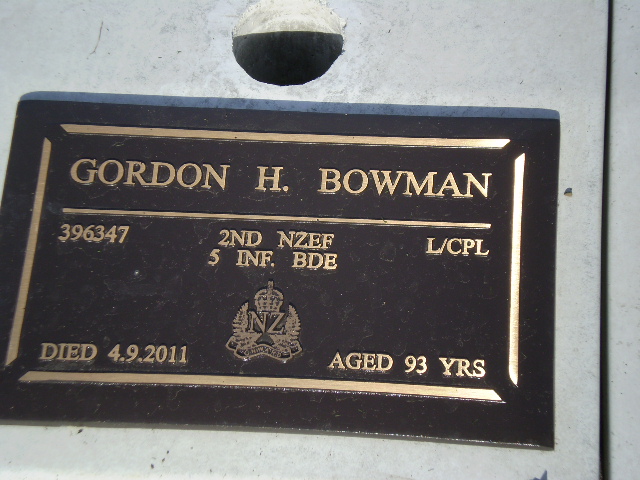 GORDON H. BOWMAN
396347 2ND NZEF L/CPL
5 INF. BDE
NZ
DIED 4.9.2011 AGED 93 YRS